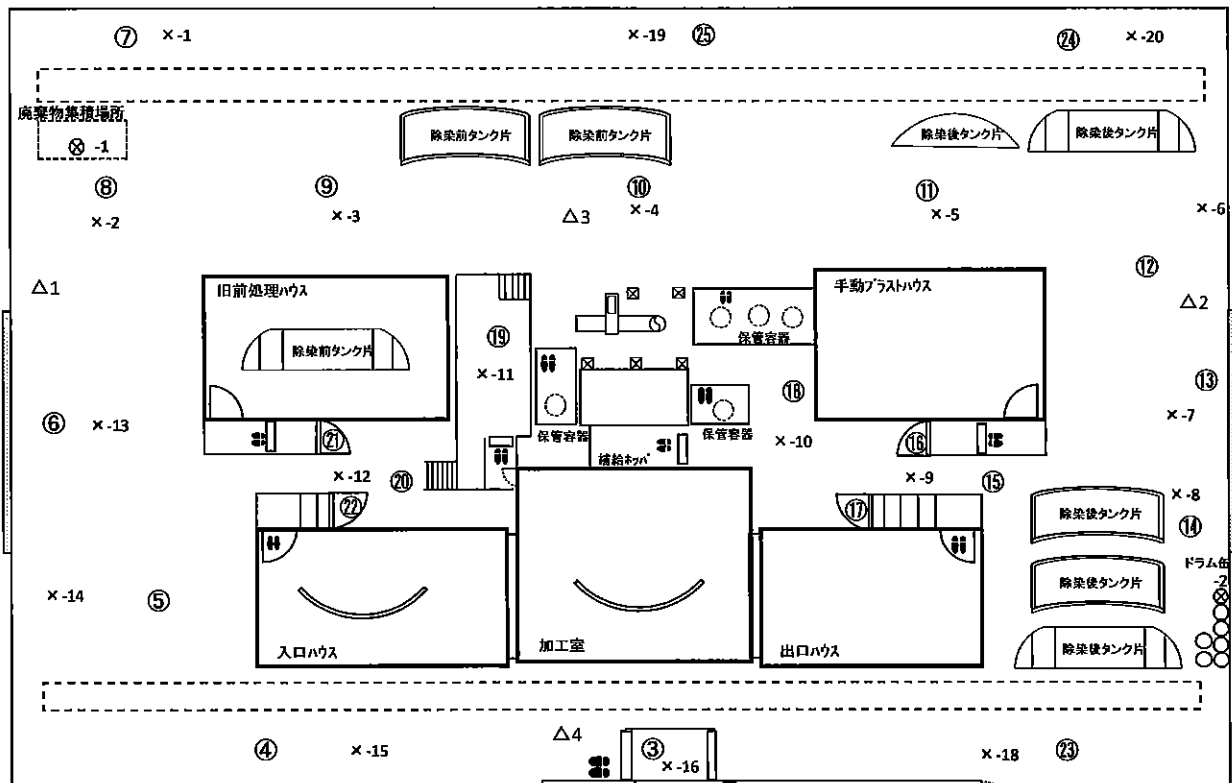 ⑦ × -1 × -19 ㉕ ㉔ × -20
廃棄物集積場所
⊗ -1
除染前タンク片 除染前タンク片 除染後タンク片 除染後タンク片
⑧ ⑨ ⑩ ⑪
× -2 × -3 △3 × -4 × -5 × -6
⑫
△1 旧前処理ハウス 手動ブラストハウス △2
⑲ 保管容器
除染前タンク片
× -11 ⑱ ⑬
⑥ × -13 × -7
㉑ 保管容器 保管容器 × -10 ⑯
補給ホッパ
× -12 ⑳ × -9 ⑮
㉒ ⑰ 除染後タンク片 × -8
⑭
ドラム缶
-2
⊗
除染後タンク片
× -14 ⑤
入口ハウス 加工室 出口ハウス 除染後タンク片
④ × -15 △4 ③ × -16 × -18 ㉓